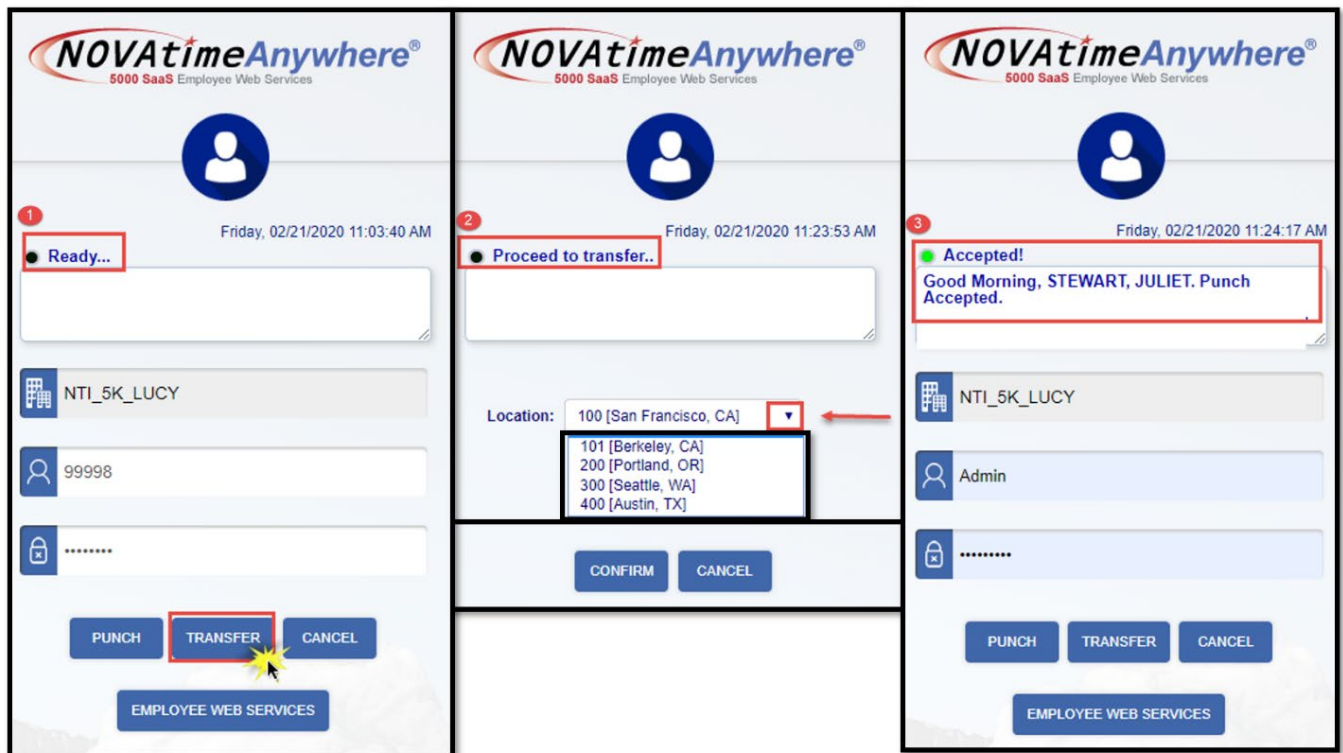 NOVAtimeAnywhere®
5000 SaaS Employee Web Services
1
Friday, 02/21/2020 11:03:40 AM
Ready...
NTI_5K_LUCY
99998
••••••••
PUNCH
TRANSFER
CANCEL
EMPLOYEE WEB SERVICES
NOVAtimeAnywhere®
5000 SaaS Employee Web Services
2
Friday, 02/21/2020 11:23:53 AM
Proceed to transfer..
Location: 100 [San Francisco, CA]
101 [Berkeley, CA]
200 [Portland, OR]
300 [Seattle, WA]
400 [Austin, TX]
CONFIRM
CANCEL
NOVAtimeAnywhere®
5000 SaaS Employee Web Services
3
Friday, 02/21/2020 11:24:17 AM
Accepted!
Good Morning, STEWART, JULIET. Punch
Accepted.
NTI_5K_LUCY
Admin
•••••••••
PUNCH
TRANSFER
CANCEL
EMPLOYEE WEB SERVICES